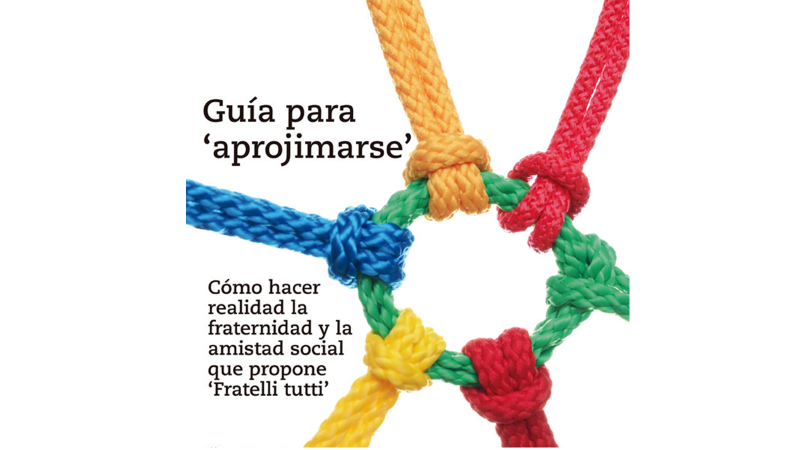 Guía para
‘aprojimarse’
Cómo hacer
realidad la
fraternidad y la
amistad social
que propone
‘Fratelli tutti’